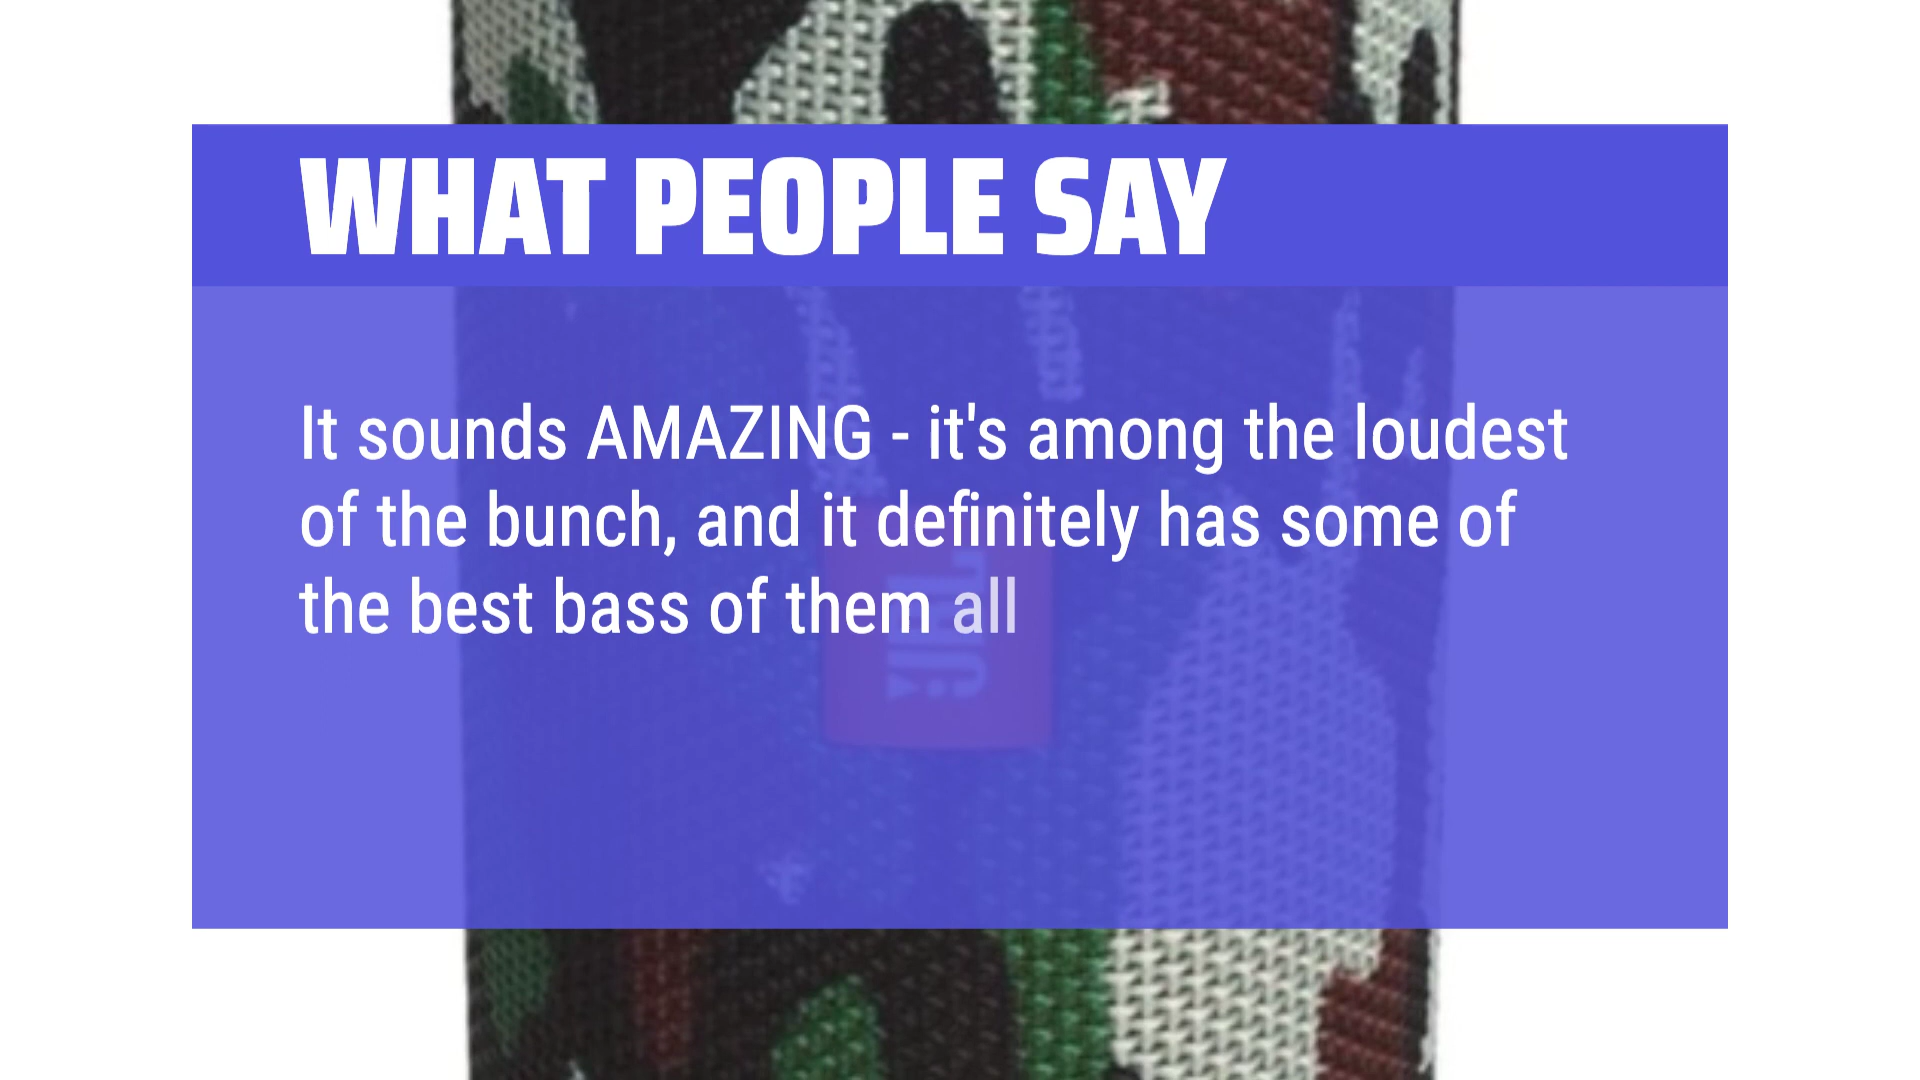 WHAT PEOPLE SAY
It sounds AMAZING - it's among the loudest
of the bunch, and it definitely has some of
the best bass of them all
JBL